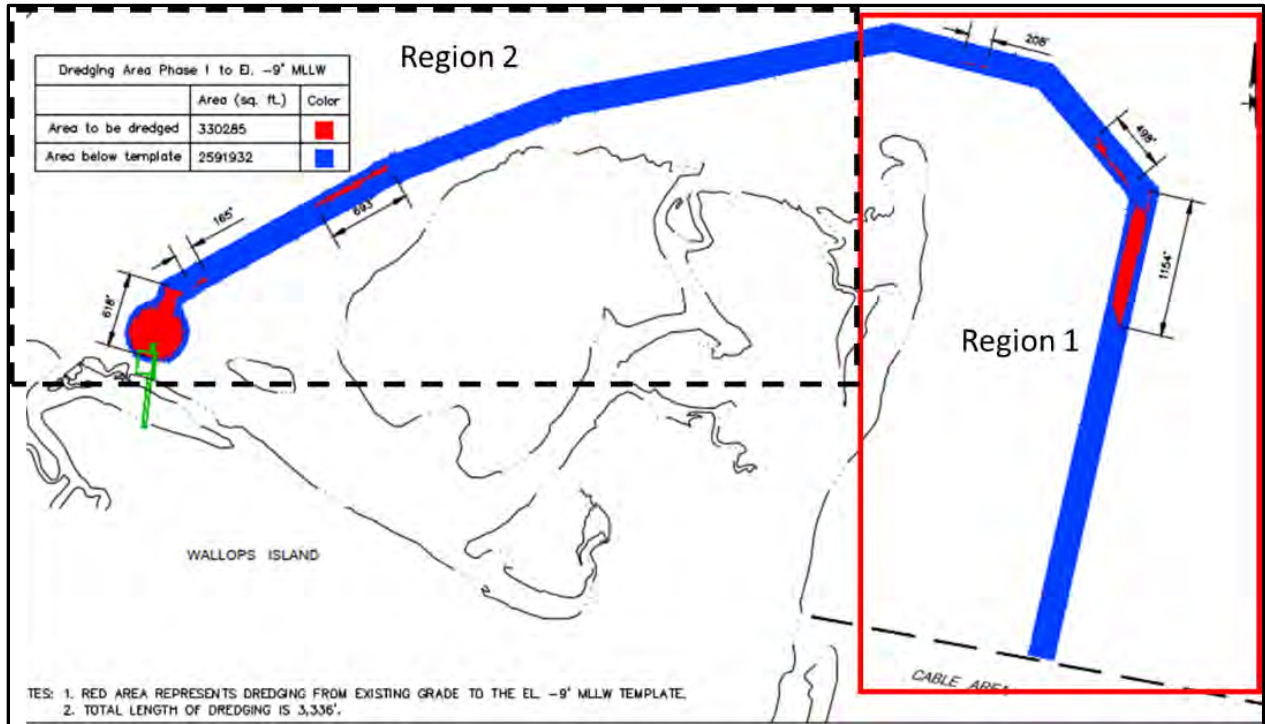 Region 2
Dredging Area Phase I to El. -9' MLLW
Area (sq. ft.) Color
Area to be dredged 330285
Area below template 2591932
208'
498'
1154'
693'
165'
618'
Region 1
WALLOPS ISLAND
CABLE AREA
TES: 1. RED AREA REPRESENTS DREDGING FROM EXISTING GRADE TO THE EL. -9' MLLW TEMPLATE.
2. TOTAL LENGTH OF DREDGING IS 3,336'.